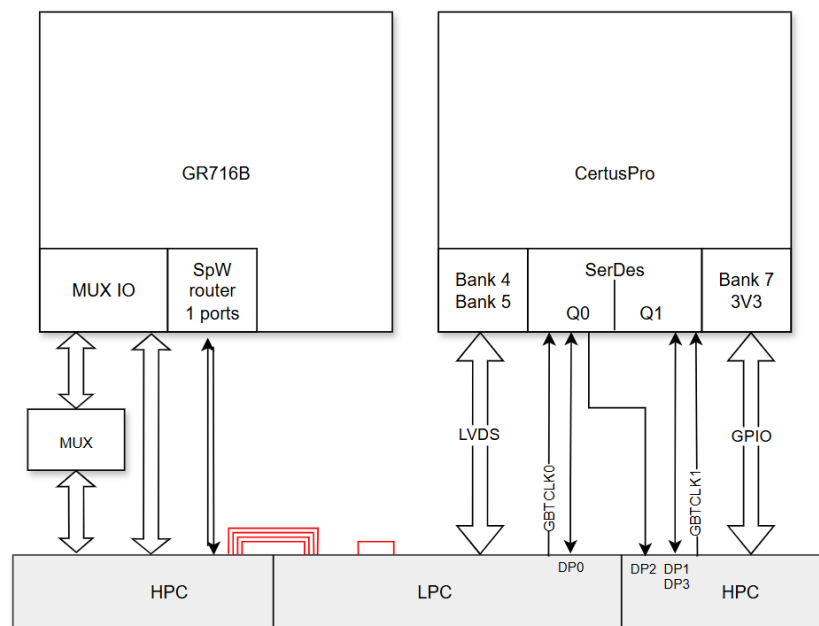 GR716B
CertusPro
MUX IO
SpW
router
1 ports
Bank 4
Bank 5
SerDes
Q0
Q1
Bank 7
3V3
MUX
LVDS
GBTCLK0
GBTCLK1
GPIO
DP0
DP2
DP1
DP3
HPC
LPC
HPC